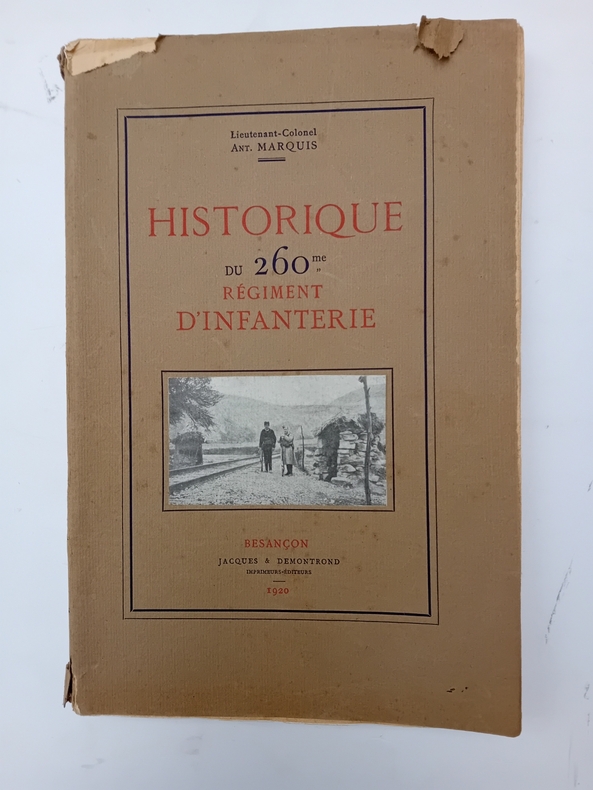 Lieutenant-Colonel
ANT. MARQUIS
HISTORIQUE
DU 260me
RÉGIMENT
D'INFANTERIE
BESANÇON
JACQUES & DEMONTROND
IMPRIMEURS-ÉDITEURS
1920